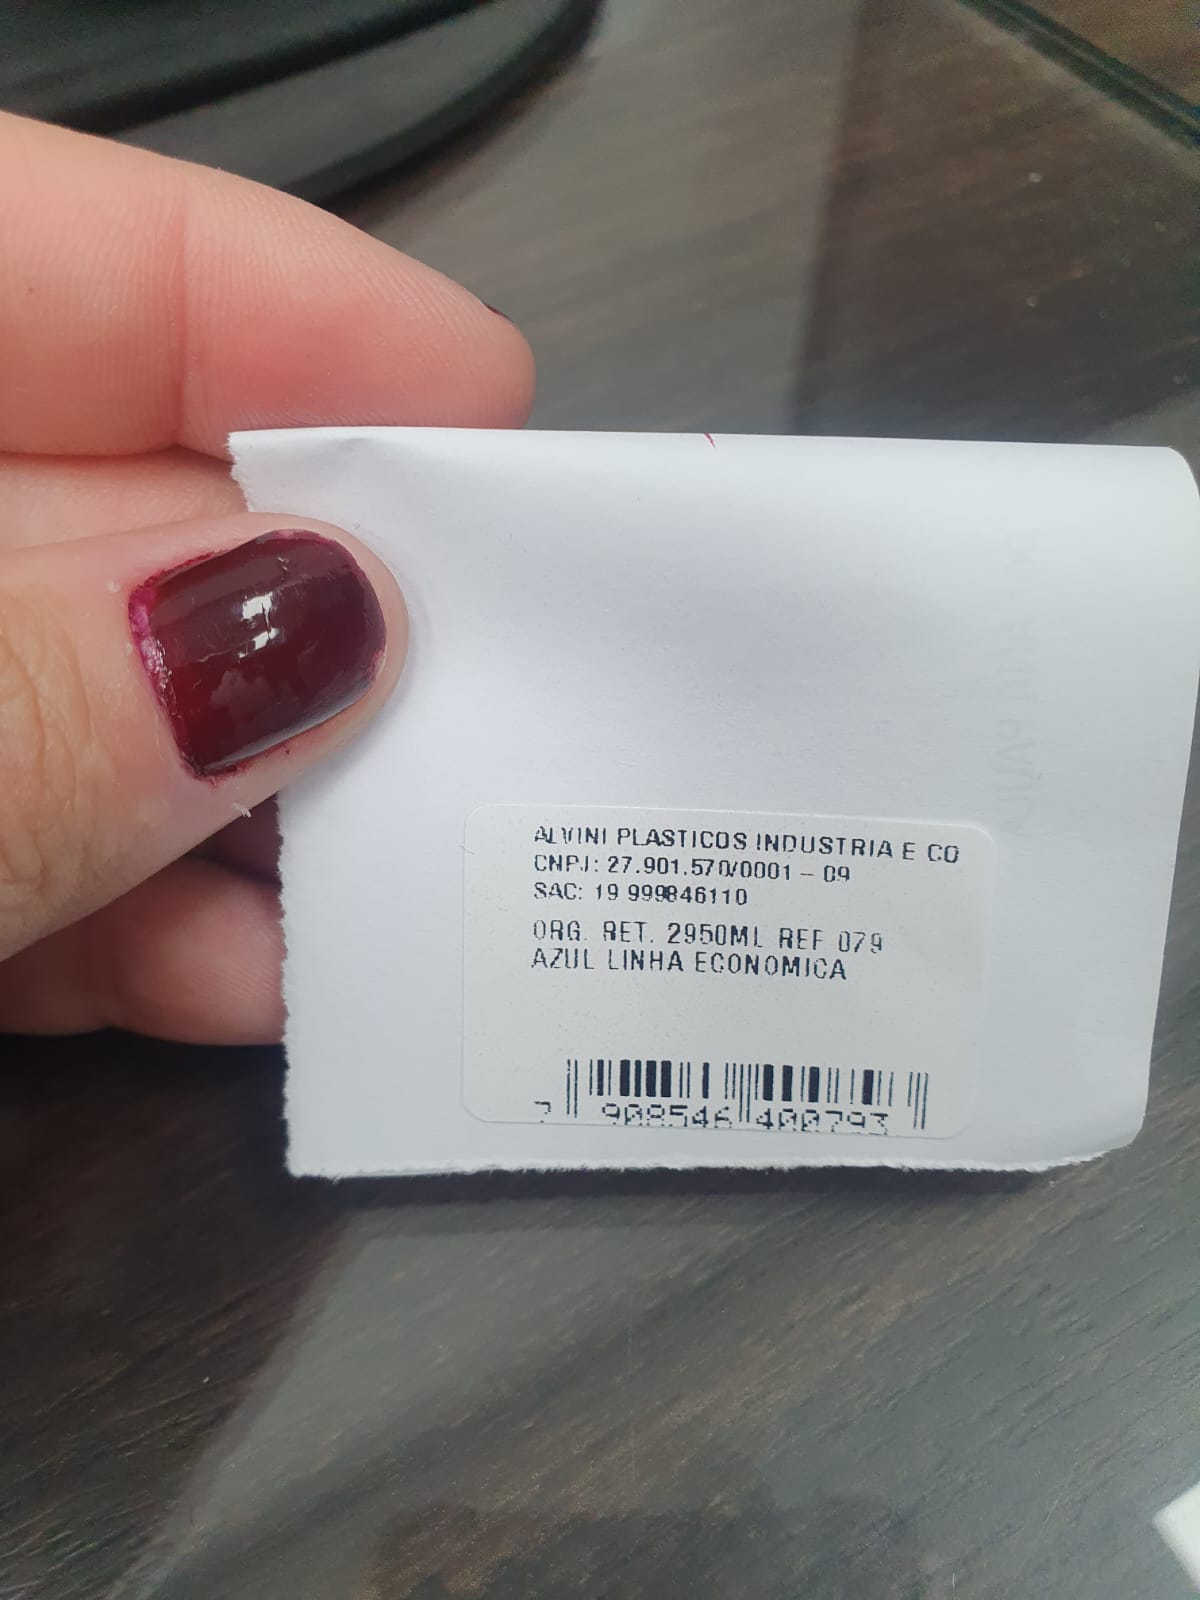 ALVINI PLASTICOS INDUSTRIA E CO
CNPJ: 27.901.570/0001 - 09
SAC: 19 999846110
ORG. RET. 2950ML REF 079
AZUL LINHA ECONOMICA
7 908546 400793